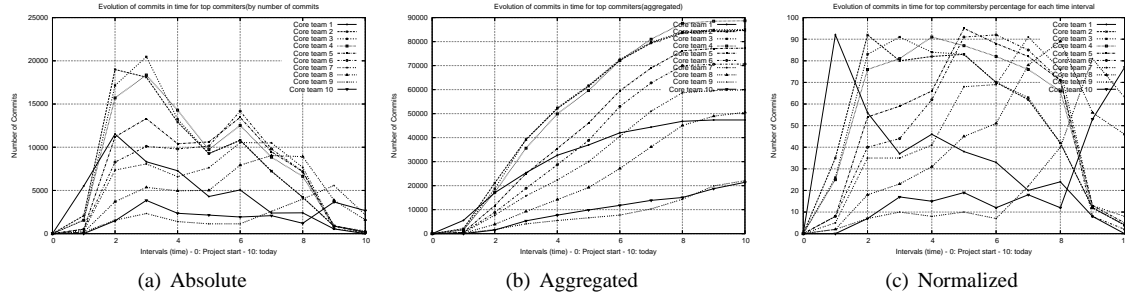 Evolution of commits in time for top commiters(by number of commits
25000
20000
15000
10000
5000
0
0 2 4 6 8 10
Number of Commits
Intervals (time) - 0: Project start - 10: today
Core team 1
Core team 2
Core team 3
Core team 4
Core team 5
Core team 6
Core team 7
Core team 8
Core team 9
Core team 10
(a) Absolute
Evolution of commits in time for top commiters(aggregated)
90000
80000
70000
60000
50000
40000
30000
20000
10000
0
0 2 4 6 8 10
Number of Commits
Intervals (time) - 0: Project start - 10: today
Core team 1
Core team 2
Core team 3
Core team 4
Core team 5
Core team 6
Core team 7
Core team 8
Core team 9
Core team 10
(b) Aggregated
Evolution of commits in time for top commitersby percentage for each time interval
100
90
80
70
60
50
40
30
20
10
0
0 2 4 6 8 10
Number of Commits
Intervals (time) - 0: Project start - 10: today
Core team 1
Core team 2
Core team 3
Core team 4
Core team 5
Core team 6
Core team 7
Core team 8
Core team 9
Core team 10
(c) Normalized